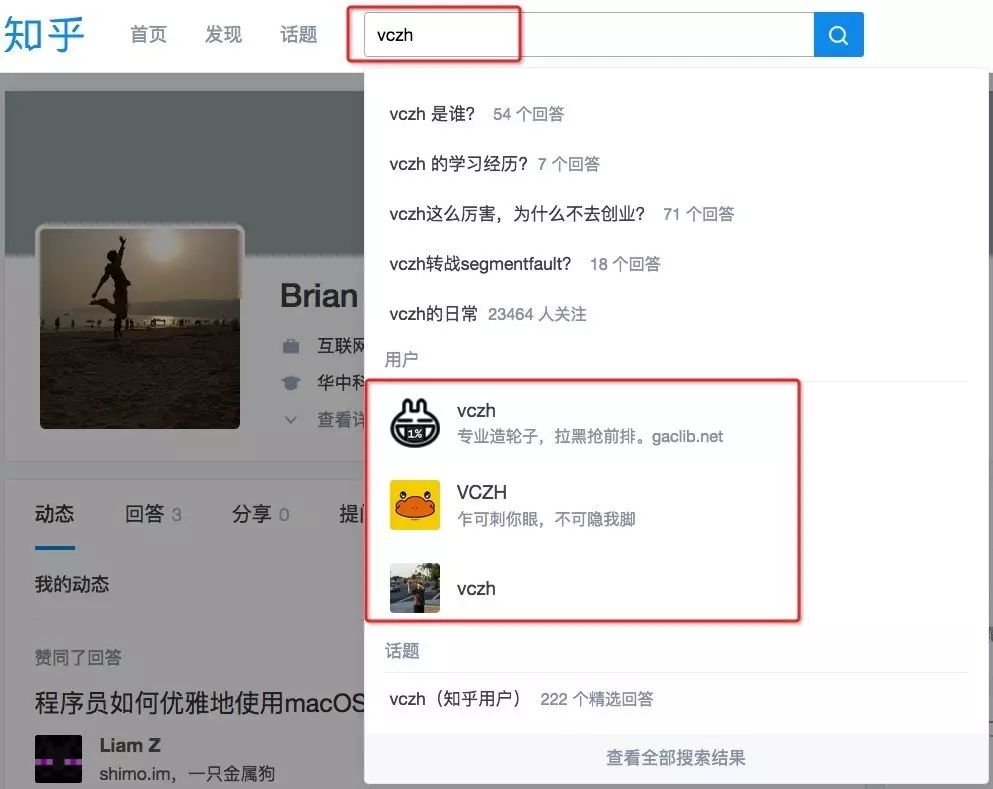 知乎 首页 发现 话题 vczh
vczh 是谁？ 54 个回答
vczh 的学习经历？ 7 个回答
vczh这么厉害，为什么不去创业？ 71 个回答
vczh转战segmentfault？ 18 个回答
vczh的日常 23464 人关注
用户
vczh
专业造轮子，拉黑抢前排。gaclib.net
VCZH
乍可刺你眼，不可隐我脚
vczh
话题
vczh（知乎用户） 222 个精选回答
查看全部搜索结果
Brian
互联网
华中科
查看详
动态 回答 3 分享 0 提问
我的动态
赞同了回答
程序员如何优雅地使用macOS
Liam Z
shimo.im，一只金属狗
1%